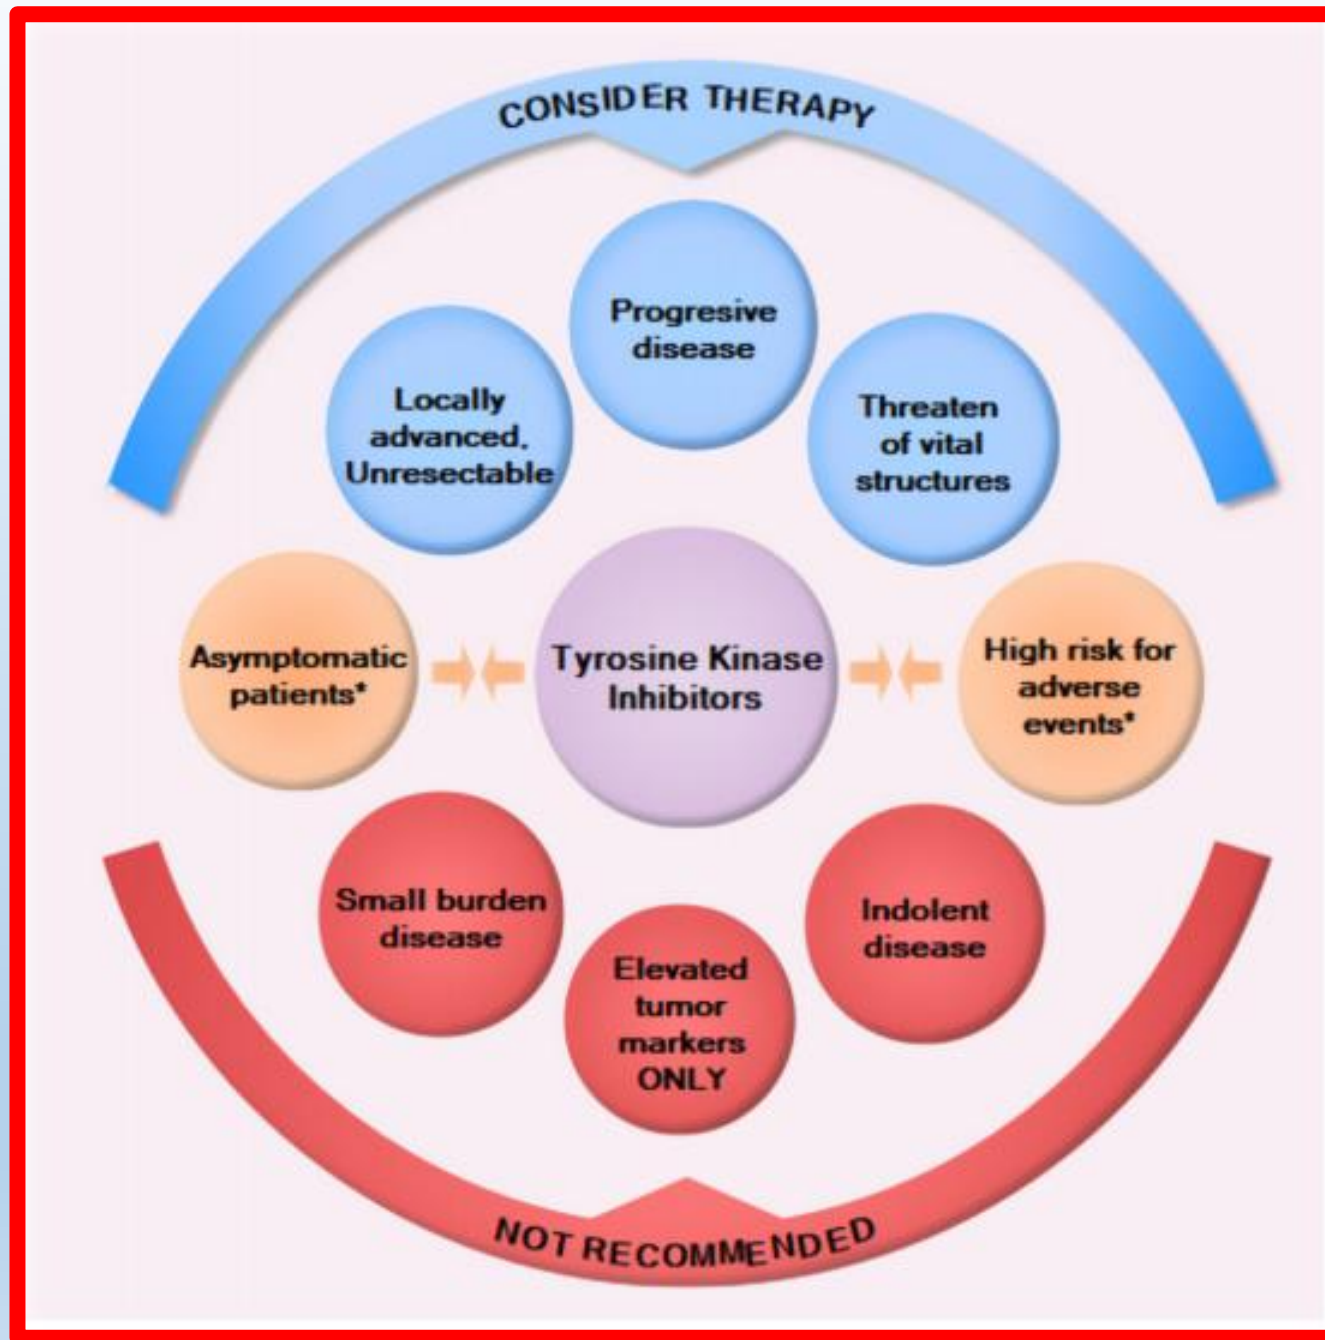 CONSIDER THERAPY
Progresive
disease
Locally
advanced,
Unresectable
Threaten
of vital
structures
Asymptomatic
patients*
Tyrosine Kinase
Inhibitors
High risk for
adverse
events*
Small burden
disease
Elevated
tumor
markers
ONLY
Indolent
disease
NOT RECOMMENDED